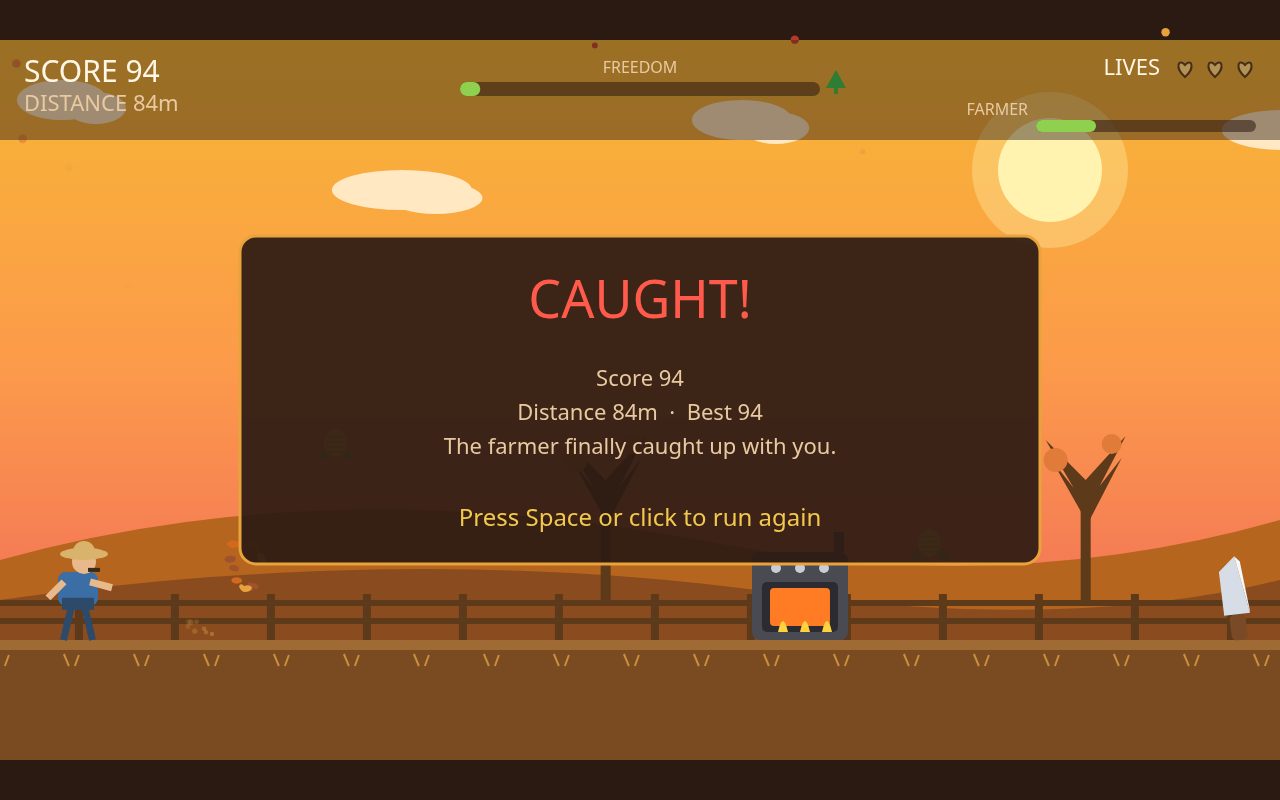 SCORE 94
DISTANCE 84m
FREEDOM
LIVES
FARMER
CAUGHT!
Score 94
Distance 84m · Best 94
The farmer finally caught up with you.
Press Space or click to run again